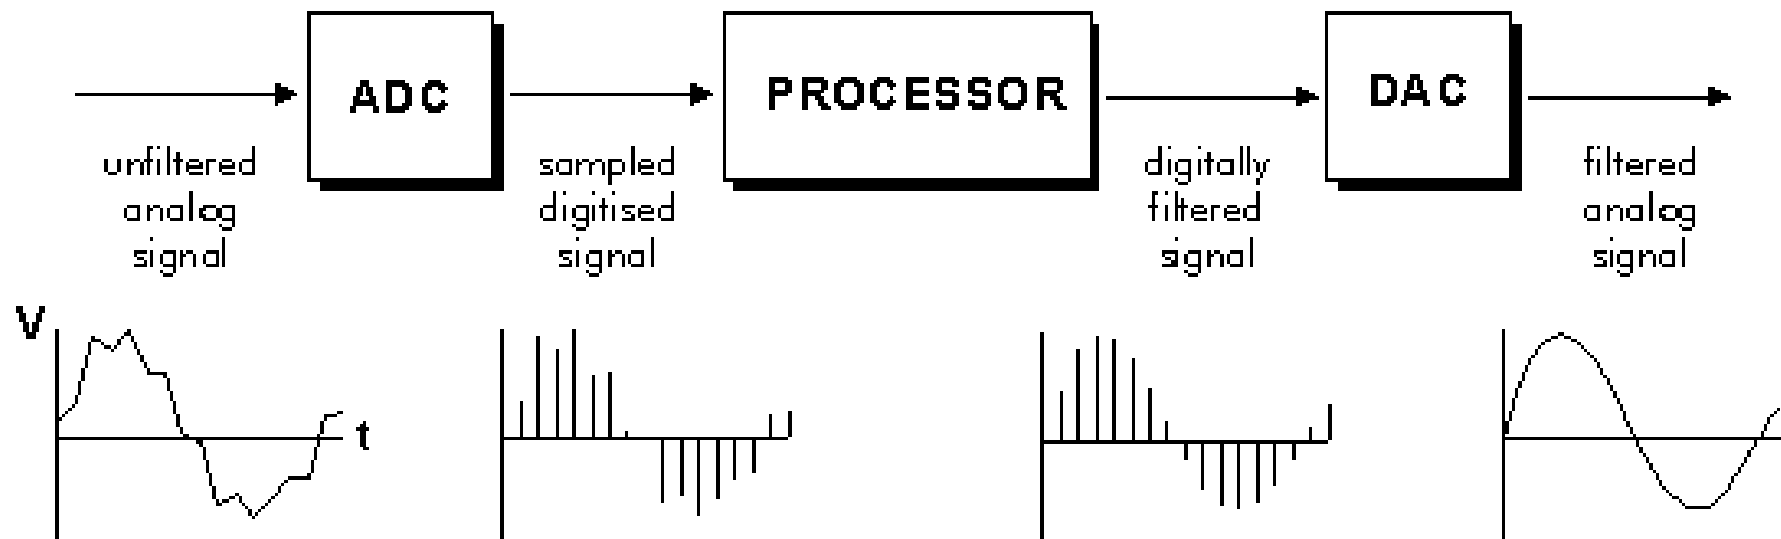 ADC
PROCESSOR
DAC
unfiltered
analog
signal
sampled
digitised
signal
digitally
filtered
signal
filtered
analog
signal
V
t